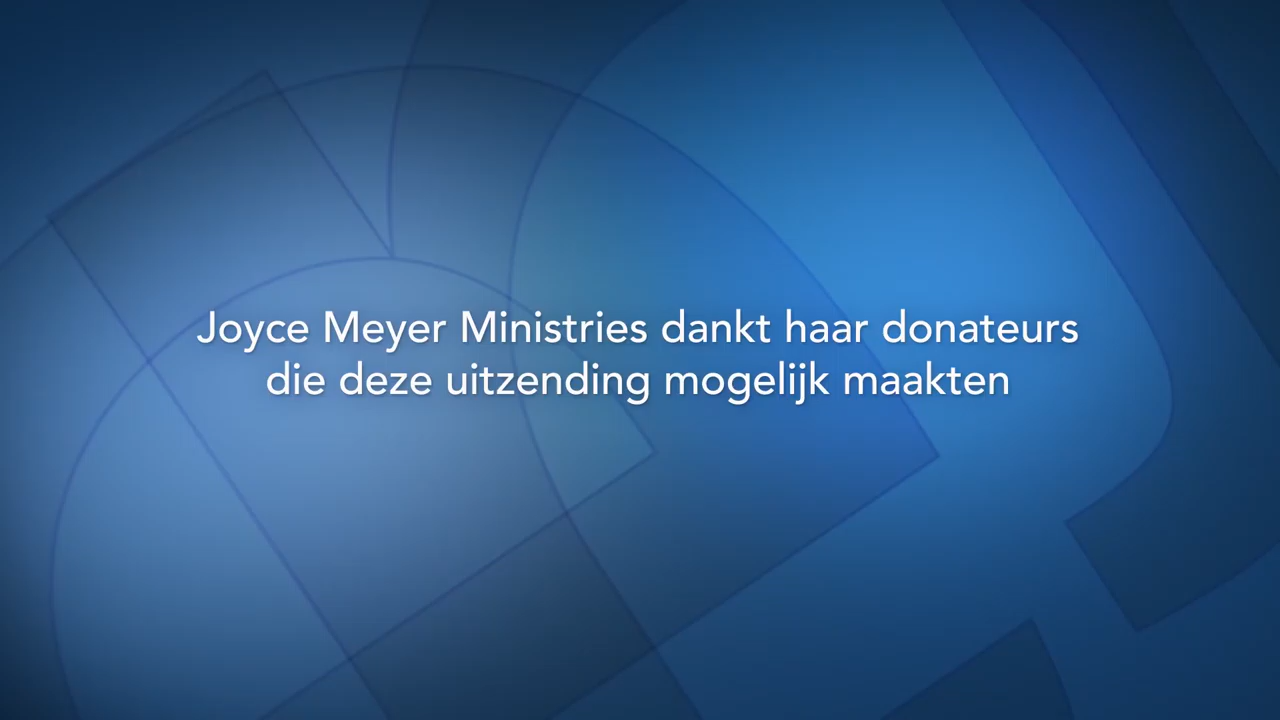 Joyce Meyer Ministries dankt haar donateurs
die deze uitzending mogelijk maakten